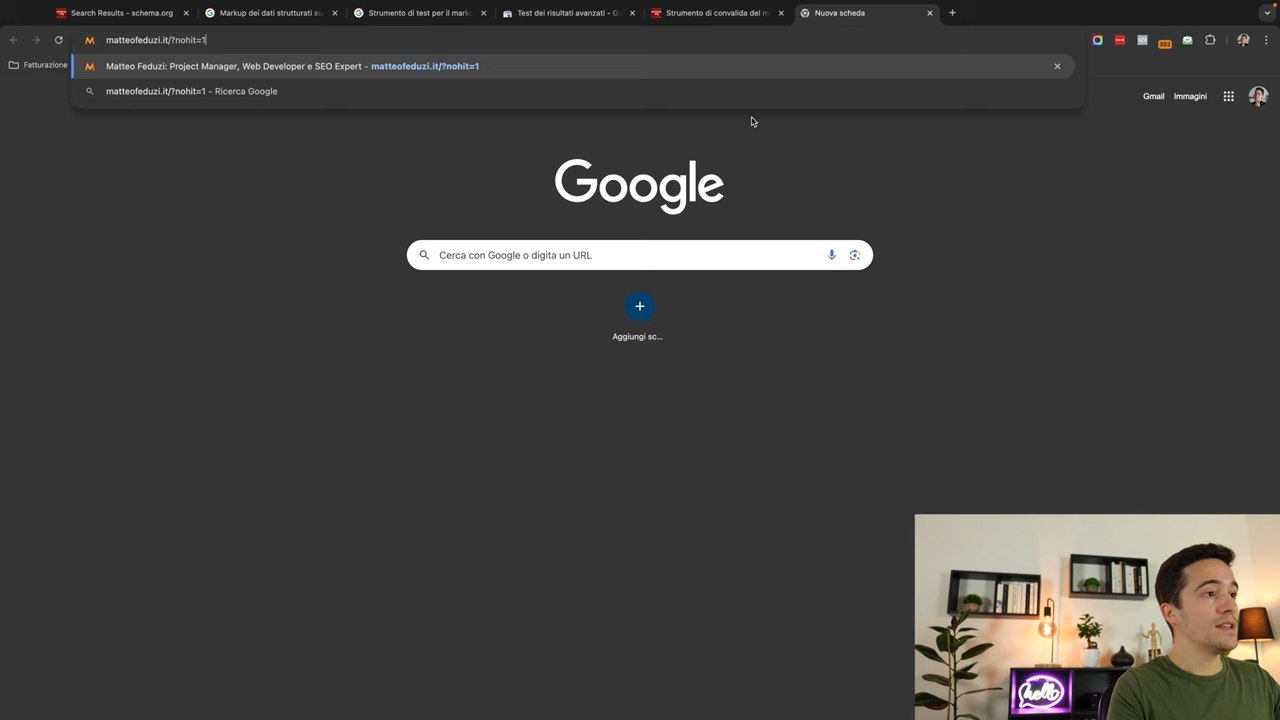 Search Results - schema.org
Markup dei dati strutturati su
Strumento di test per il mark
Test dei risultati avanzati - G
Strumento di convalida del m
Nuova scheda
matteofeduzi.it/?nohit=1
502
Fatturazione
Matteo Feduzi: Project Manager, Web Developer e SEO Expert - matteofeduzi.it/?nohit=1
matteofeduzi.it/?nohit=1 - Ricerca Google
Gmail Immagini
Google
Cerca con Google o digita un URL
Aggiungi sc...
hello